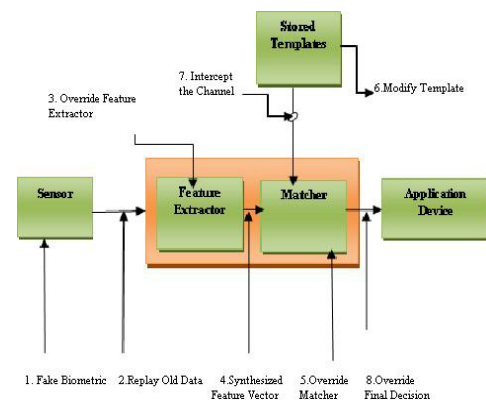 Stored
Templates
7. Intercept
the Channel
6.Modify Template
3. Override Feature
Extractor
Sensor
Feature
Extractor
Matcher
Application
Device
1. Fake Biometric
2.Replay Old Data
4.Synthesized
Feature Vector
5.Override
Matcher
8.Override
Final Decision